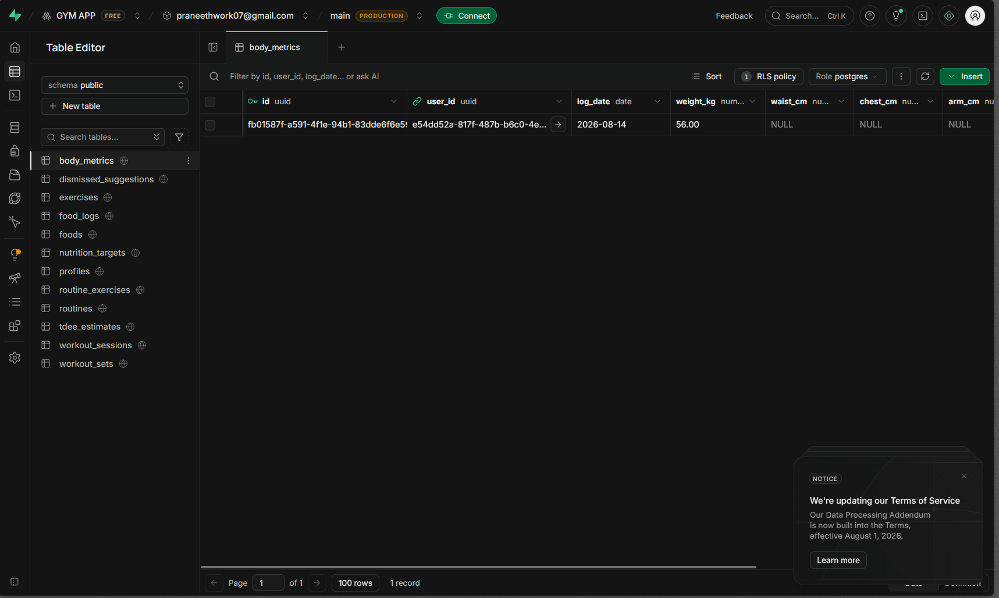 GYM APP FREE praneethwork07@gmail.com main PRODUCTION Connect Feedback Search... Ctrl K
Table Editor
body_metrics
schema public
New table
Search tables...
body_metrics
dismissed_suggestions
exercises
food_logs
foods
nutrition_targets
profiles
routine_exercises
routines
tdee_estimates
workout_sessions
workout_sets
Filter by id, user_id, log_date... or ask AI Sort 1 RLS policy Role postgres Insert
id uuid user_id uuid log_date date weight_kg num... waist_cm nu... chest_cm nu... arm_cm nu
fb01587f-a591-4f1e-94b1-83dde6f6e59 e54dd52a-817f-487b-b6c0-4e... 2026-08-14 56.00 NULL NULL NULL
NOTICE
We're updating our Terms of Service
Our Data Processing Addendum
is now built into the Terms,
effective August 1, 2026.
Learn more
Page 1 of 1 100 rows 1 record